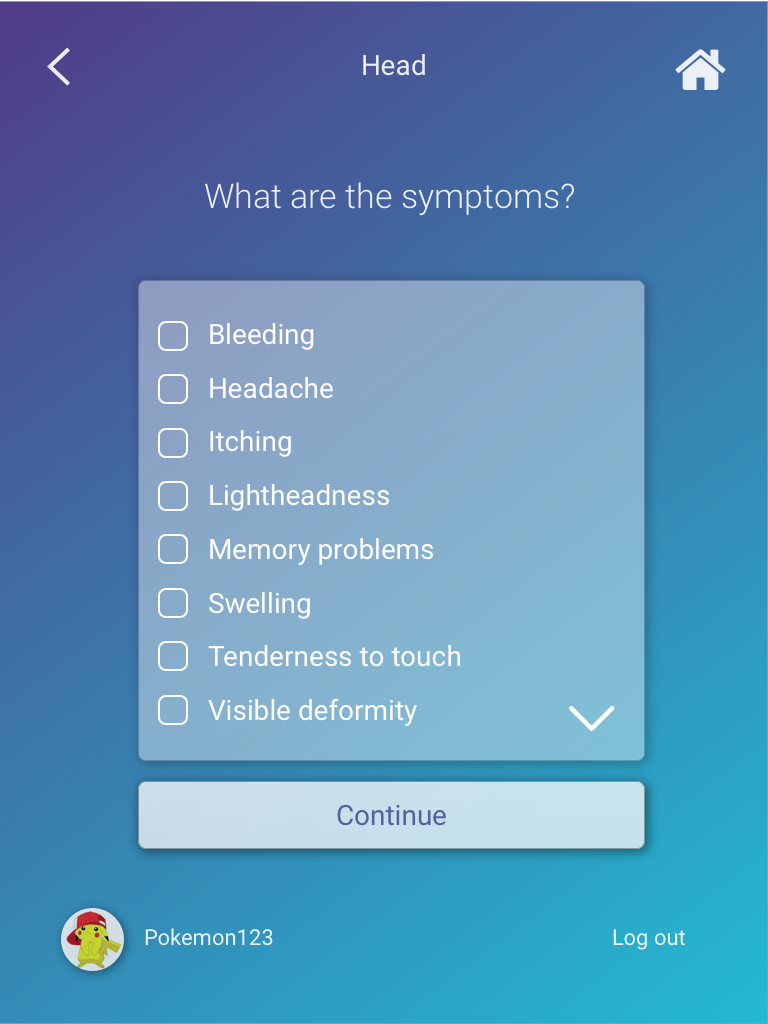 Head
What are the symptoms?
Bleeding
Headache
Itching
Lightheadness
Memory problems
Swelling
Tenderness to touch
Visible deformity
Continue
Pokemon123
Log out